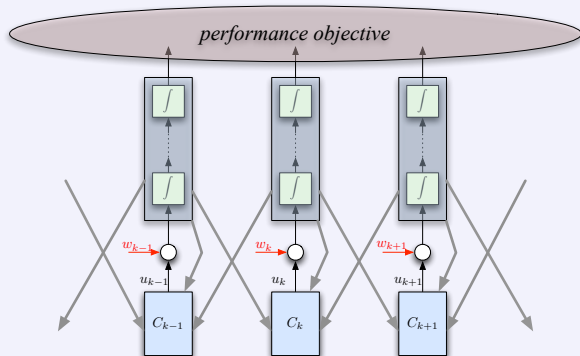 performance objective
∫ ∫ ∫
∫ ∫ ∫
w_{k−1} w_k w_{k+1}
u_{k−1} u_k u_{k+1}
C_{k−1} C_k C_{k+1}